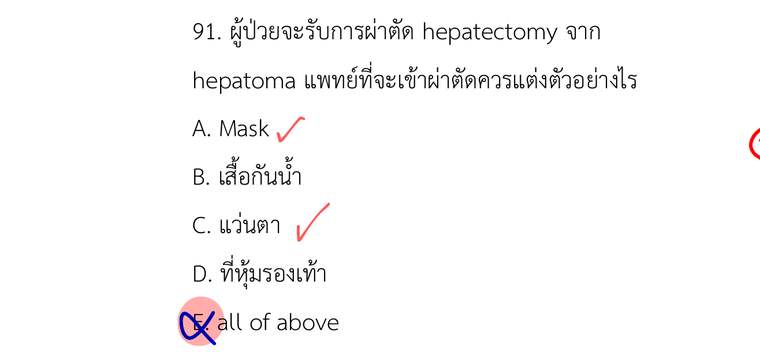 91. ผู้ป่วยจะรับการผ่าตัด hepatectomy จาก
hepatoma แพทย์ที่จะเข้าผ่าตัดควรแต่งตัวอย่างไร
A. Mask
B. เสื้อกันน้ำ
C. แว่นตา
D. ที่หุ้มรองเท้า
E. all of above